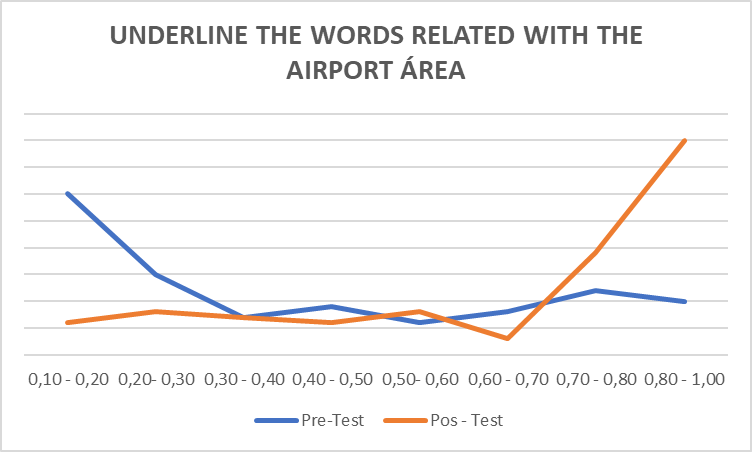 UNDERLINE THE WORDS RELATED WITH THE
AIRPORT ÁREA
0,10 - 0,20 0,20- 0,30 0,30 - 0,40 0,40 - 0,50 0,50- 0,60 0,60 - 0,70 0,70 - 0,80 0,80 - 1,00
Pre-Test Pos - Test